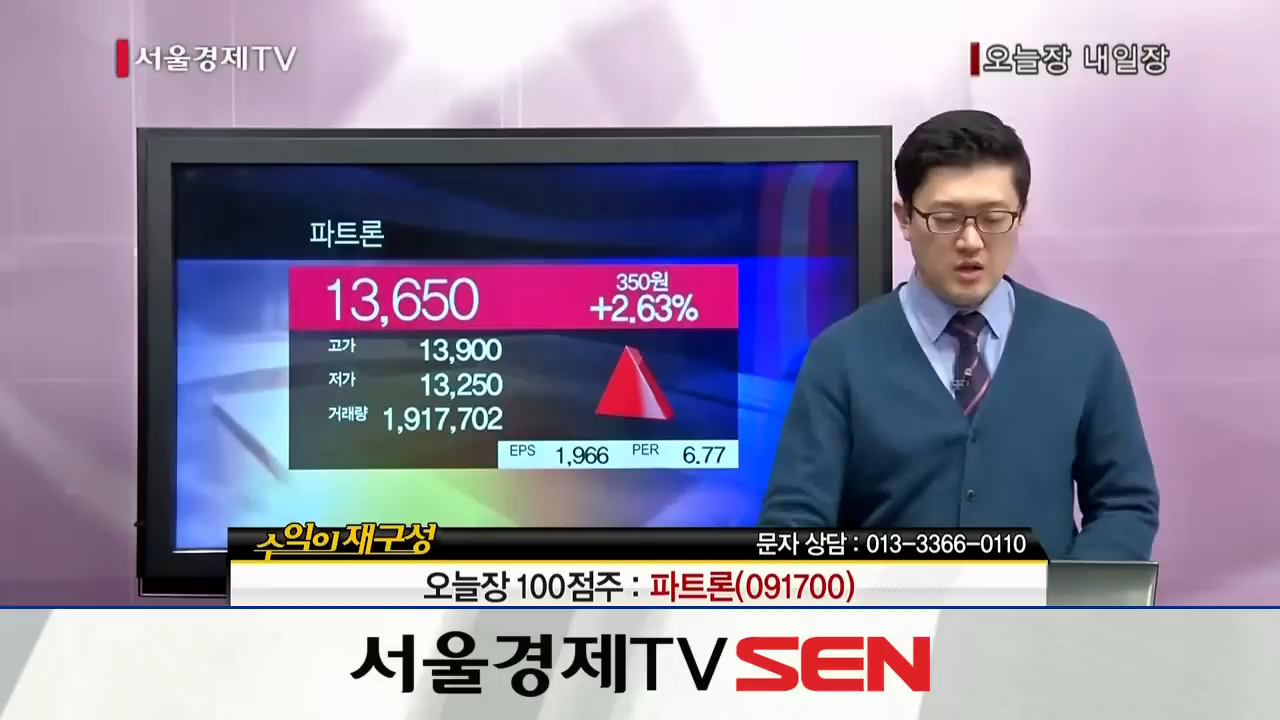 서울경제TV
오늘장 내일장
파트론
13,650
350원
+2.63%
고가 13,900
저가 13,250
거래량 1,917,702
EPS 1,966 PER 6.77
수익의 재구성
문자 상담 : 013-3366-0110
오늘장 100점주 : 파트론(091700)
서울경제TV SEN